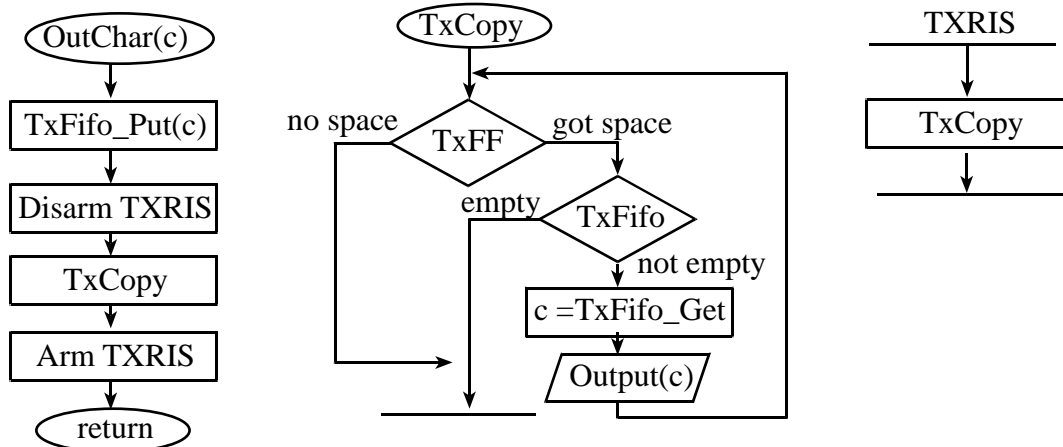 OutChar(c)
TxFifo_Put(c)
Disarm TXRIS
TxCopy
Arm TXRIS
return
TxCopy
no space
TxFF
got space
empty
TxFifo
not empty
c =TxFifo_Get
Output(c)
TXRIS
TxCopy